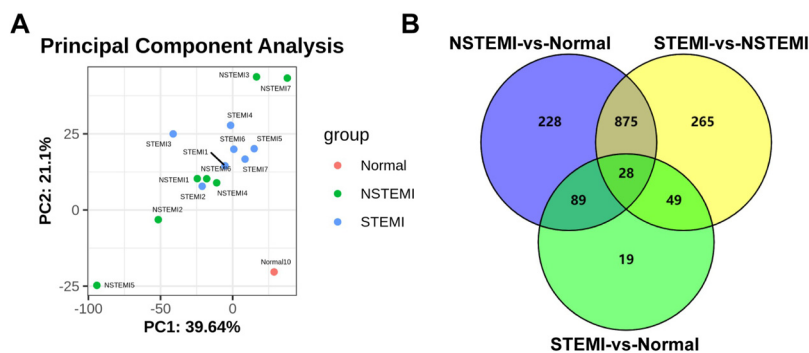 A
Principal Component Analysis
NSTEMI3
NSTEMI7
STEMI4
STEMI3
STEMI6
STEMI5
STEMI1
NSTEMI6
STEMI7
NSTEMI1
NSTEMI4
STEMI2
NSTEMI2
Normal10
NSTEMI5
25
0
-25
-100
-50
0
PC2: 21.1%
PC1: 39.64%
group
Normal
NSTEMI
STEMI
B
NSTEMI-vs-Normal
STEMI-vs-NSTEMI
228
875
265
28
89
49
19
STEMI-vs-Normal